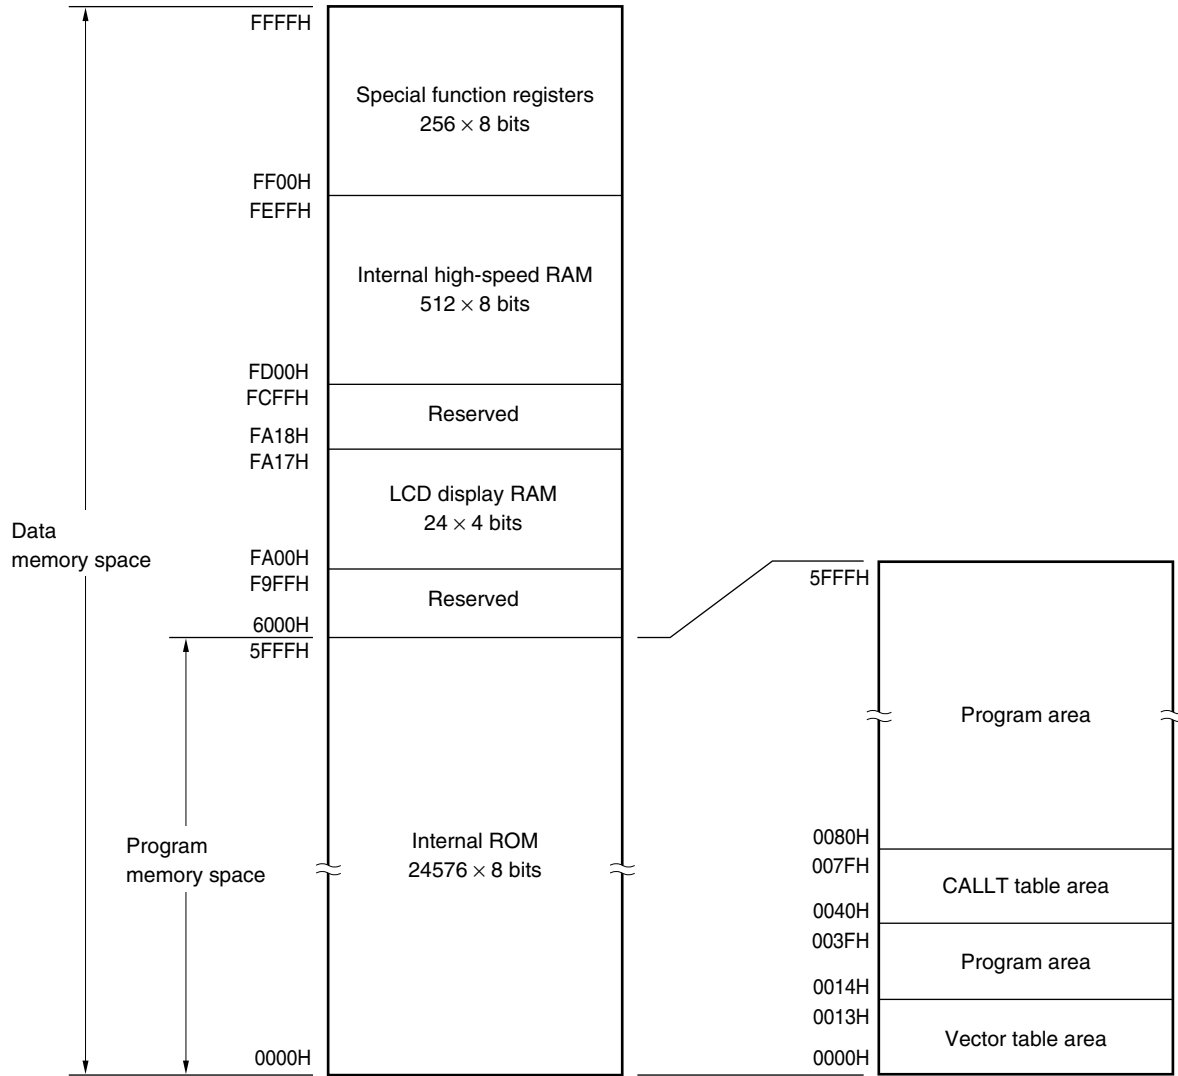 FFFFH
Special function registers
256 × 8 bits
FF00H
FEFFH
Internal high-speed RAM
512 × 8 bits
FD00H
FCFFH
Reserved
FA18H
FA17H
LCD display RAM
24 × 4 bits
Data
memory space
FA00H
F9FFH
Reserved
6000H
5FFFH
Program
memory space
Internal ROM
24576 × 8 bits
0000H
5FFFH
Program area
0080H
007FH
CALLT table area
0040H
003FH
Program area
0014H
0013H
Vector table area
0000H